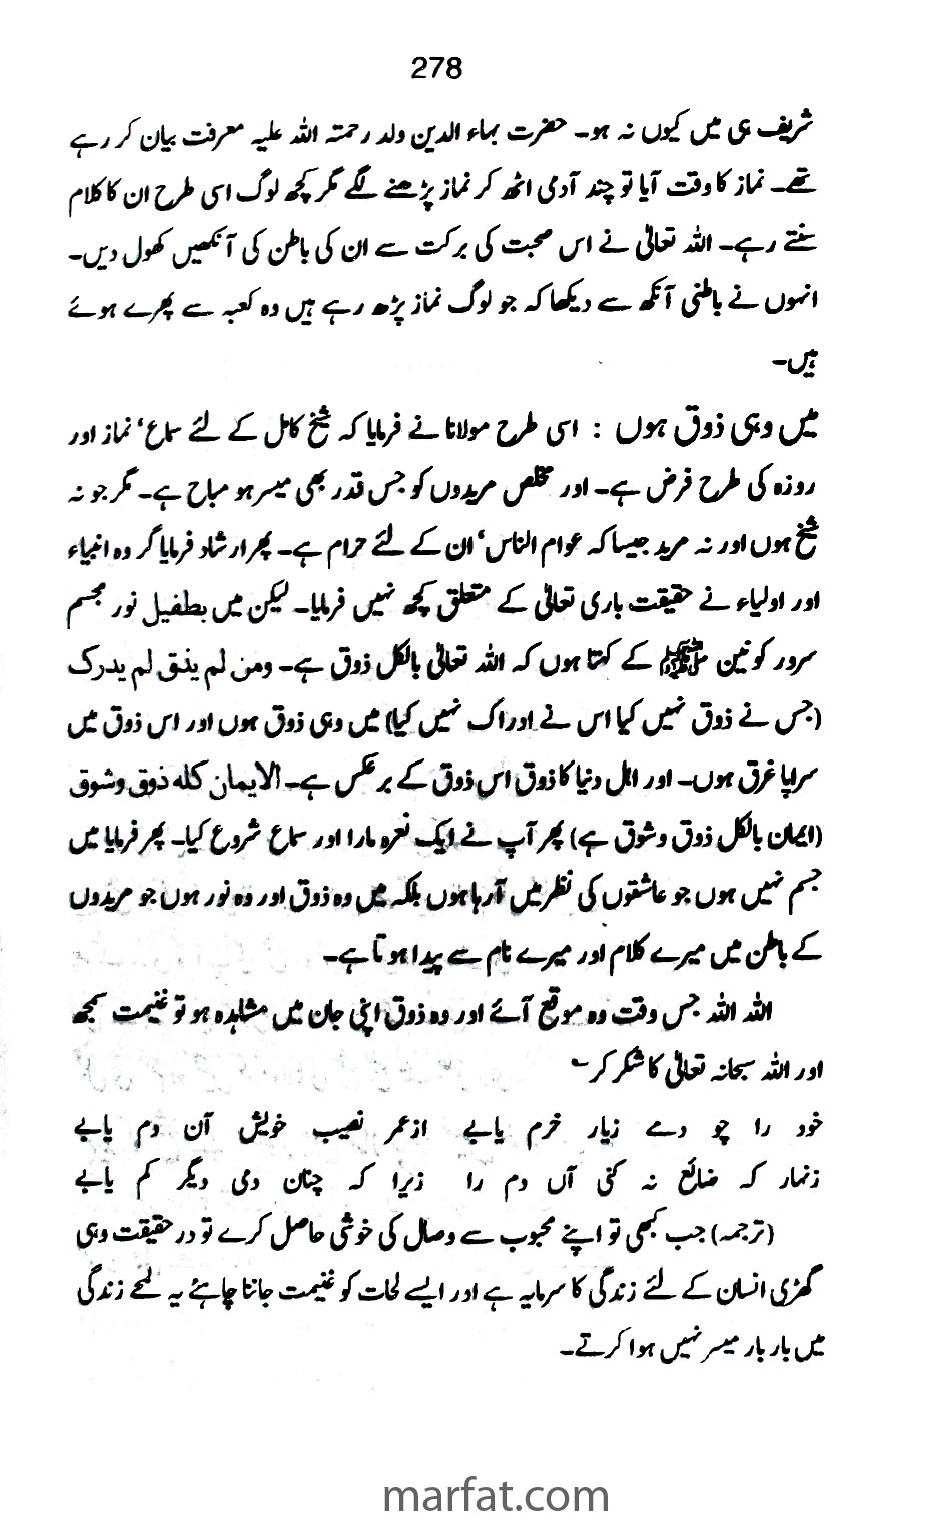 278
شریف ہی میں کیوں نہ ہو۔ حضرت بہاء الدین ولد رحمتہ اللہ علیہ معرفت بیان کر رہے
تھے۔ نماز کا وقت آیا تو چند آدمی اٹھ کر نماز پڑھنے لگے مگر کچھ لوگ اسی طرح ان کا کلام
سنتے رہے۔ اللہ تعالیٰ نے اس صحبت کی برکت سے ان کی باطن کی آنکھیں کھول دیں۔
انہوں نے باطنی آنکھ سے دیکھا کہ جو لوگ نماز پڑھ رہے ہیں وہ کعبہ سے پھرے ہوئے
ہیں۔
میں وہی ذوق ہوں : اسی طرح مولانا نے فرمایا کہ شیخ کامل کے لئے سماع‘ نماز اور
روزہ کی طرح فرض ہے۔ اور مخلص مریدوں کو جس قدر بھی میسر ہو مباح ہے۔ مگر جو نہ
شیخ ہوں اور نہ مرید جیسا کہ عوام الناس‘ ان کے لئے حرام ہے۔ پھر ارشاد فرمایا گر وہ انبیاء
اور اولیاء نے حقیقت باری تعالیٰ کے متعلق کچھ نہیں فرمایا۔ لیکن میں بطفیل نور مجسم
سرور کونین ﷺ کے کہتا ہوں کہ اللہ تعالیٰ بالکل ذوق ہے۔ ومن لم یذق لم یدرک
(جس نے ذوق نہیں کیا اس نے ادراک نہیں کیا) میں وہی ذوق ہوں اور اس ذوق میں
سراپا غرق ہوں۔ اور اہل دنیا کا ذوق اس ذوق کے برعکس ہے۔ الایمان کلہ ذوق وشوق
(ایمان بالکل ذوق و شوق ہے) پھر آپ نے ایک نعرہ مارا اور سماع شروع کیا۔ پھر فرمایا میں
جسم نہیں ہوں جو عاشقوں کی نظر میں آ رہا ہوں بلکہ میں وہ ذوق اور وہ نور ہوں جو مریدوں
کے باطن میں میرے کلام اور میرے نام سے پیدا ہوتا ہے۔
اللہ اللہ جس وقت وہ موقع آئے اور وہ ذوق اپنی جان میں مشاہدہ ہو تو غنیمت سمجھ
اور اللہ سبحانہ تعالیٰ کا شکر کر۔
خود را چو دے زیار خرم یابے ازعمر نصیب خویش آن دم یابے
زنہار کہ ضائع نہ کنی آں دم را زیرا کہ چنان دی دیگر کم یابے
(ترجمہ) جب کبھی تو اپنے محبوب سے وصال کی خوشی حاصل کرے تو درحقیقت وہی
گھڑی انسان کے لئے زندگی کا سرمایہ ہے اور ایسے لمحات کو غنیمت جاننا چاہئے یہ لمحے زندگی
میں بار بار میسر نہیں ہوا کرتے۔
marfat.com